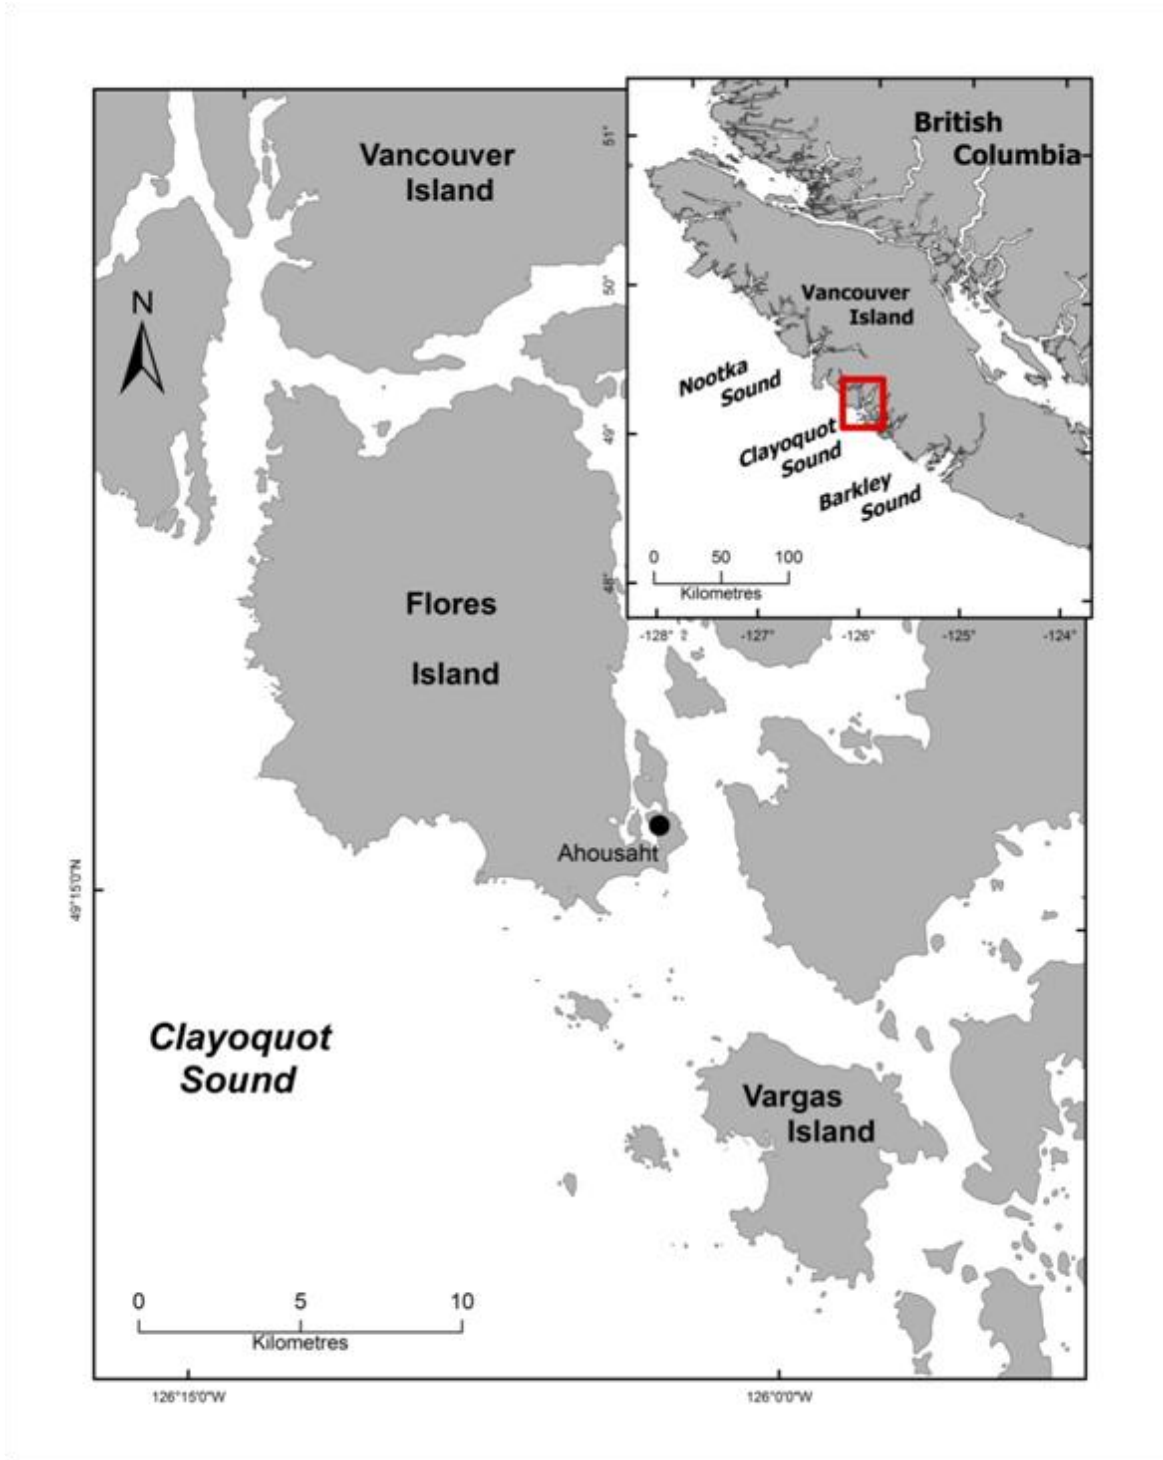 Vancouver
Island
N
Flores
Island
Ahousaht
Clayoquot
Sound
Vargas
Island
0 5 10
Kilometres
49°15'0"N
126°15'0"W
126°0'0"W
British
Columbia
Vancouver
Island
Nootka
Sound
Clayoquot
Sound
Barkley
Sound
0 50 100
Kilometres
51°
50°
49°
48°
-128°
-127°
-126°
-125°
-124°